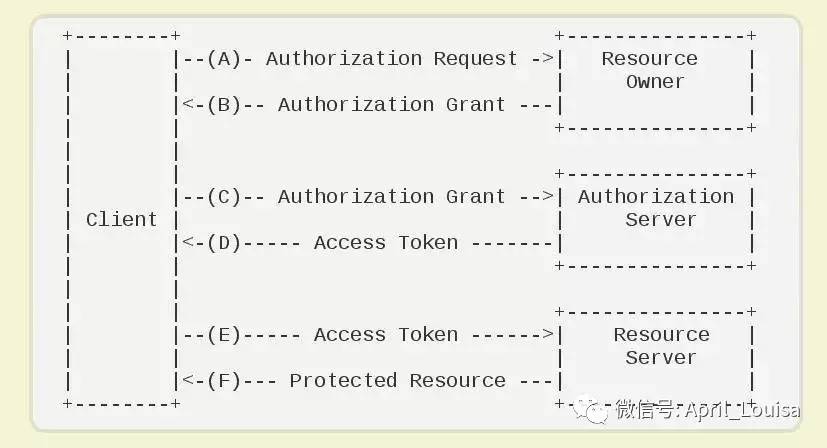 +--------+                               +---------------+
|        |--(A)- Authorization Request ->|   Resource    |
|        |                               |     Owner     |
|        |<-(B)-- Authorization Grant ---|               |
|        |                               +---------------+
|        |
|        |                               +---------------+
|        |--(C)-- Authorization Grant -->| Authorization |
| Client |                               |     Server    |
|        |<-(D)----- Access Token -------|               |
|        |                               +---------------+
|        |
|        |                               +---------------+
|        |--(E)----- Access Token ------>|    Resource   |
|        |                               |     Server    |
|        |<-(F)--- Protected Resource ---|               |
+--------+                               +---------------+
微信号: April_Louisa